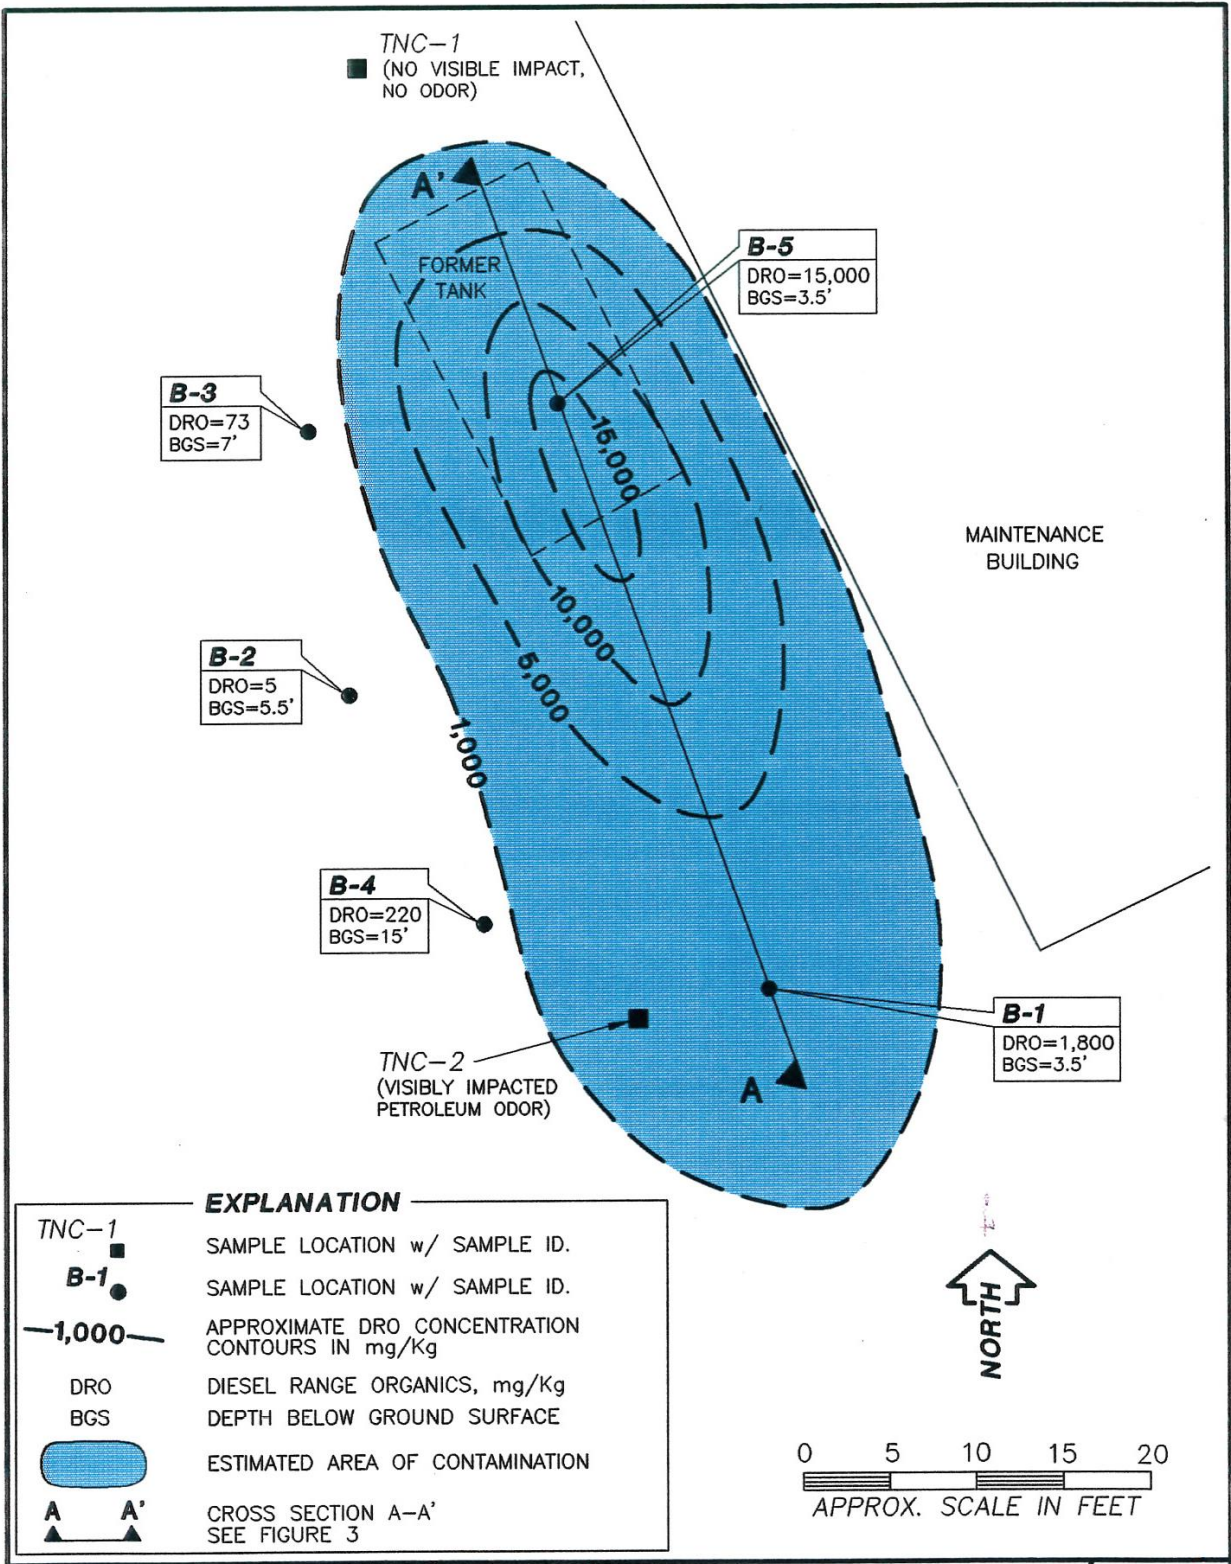 TNC-1
(NO VISIBLE IMPACT,
NO ODOR)
A'
FORMER
TANK
B-5
DRO=15,000
BGS=3.5'
B-3
DRO=73
BGS=7'
15,000
MAINTENANCE
BUILDING
10,000
B-2
DRO=5
BGS=5.5'
5,000
1,000
B-4
DRO=220
BGS=15'
B-1
DRO=1,800
BGS=3.5'
TNC-2
(VISIBLY IMPACTED
PETROLEUM ODOR)
A
EXPLANATION
TNC-1
SAMPLE LOCATION w/ SAMPLE ID.
B-1
SAMPLE LOCATION w/ SAMPLE ID.
1,000
APPROXIMATE DRO CONCENTRATION
CONTOURS IN mg/Kg
DRO
DIESEL RANGE ORGANICS, mg/Kg
BGS
DEPTH BELOW GROUND SURFACE
ESTIMATED AREA OF CONTAMINATION
A A'
CROSS SECTION A-A'
SEE FIGURE 3
NORTH
0 5 10 15 20
APPROX. SCALE IN FEET